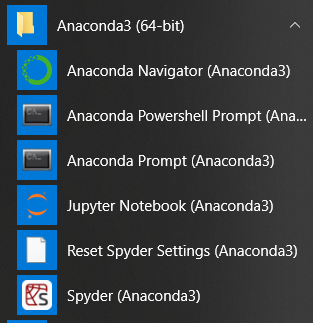 Anaconda3 (64-bit)
Anaconda Navigator (Anaconda3)
Anaconda Powershell Prompt (Ana...
Anaconda Prompt (Anaconda3)
Jupyter Notebook (Anaconda3)
Reset Spyder Settings (Anaconda3)
Spyder (Anaconda3)